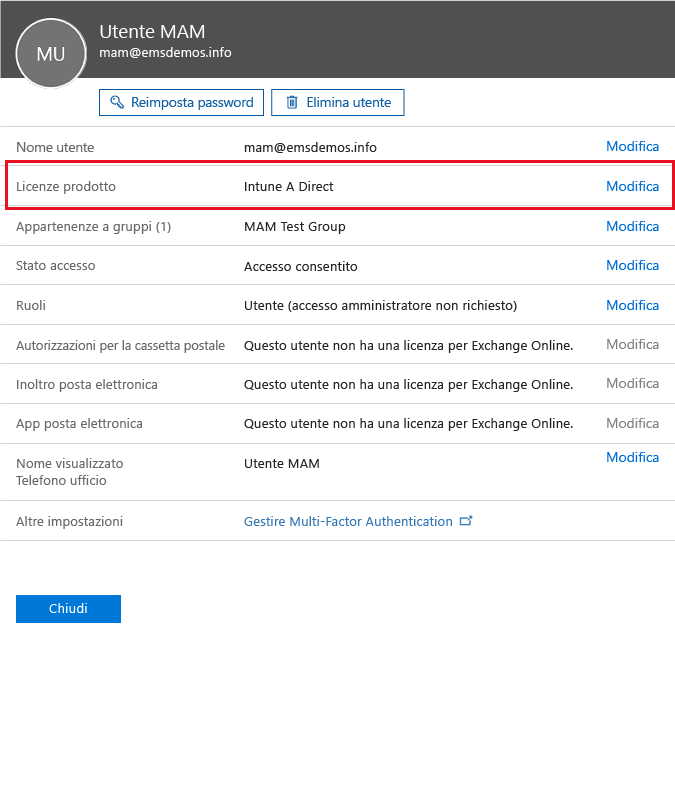 MU
Utente MAM
mam@emsdemos.info
Reimposta password
Elimina utente
Nome utente mam@emsdemos.info Modifica
Licenze prodotto Intune A Direct Modifica
Appartenenze a gruppi (1) MAM Test Group Modifica
Stato accesso Accesso consentito Modifica
Ruoli Utente (accesso amministratore non richiesto) Modifica
Autorizzazioni per la cassetta postale Questo utente non ha una licenza per Exchange Online. Modifica
Inoltro posta elettronica Questo utente non ha una licenza per Exchange Online. Modifica
App posta elettronica Questo utente non ha una licenza per Exchange Online. Modifica
Nome visualizzato Utente MAM Modifica
Telefono ufficio
Altre impostazioni Gestire Multi-Factor Authentication
Chiudi